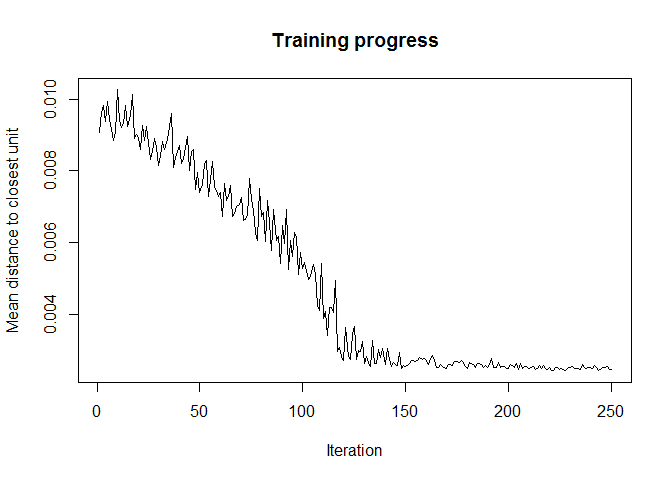 Training progress
Mean distance to closest unit
0.010
0.008
0.006
0.004
0 50 100 150 200 250
Iteration